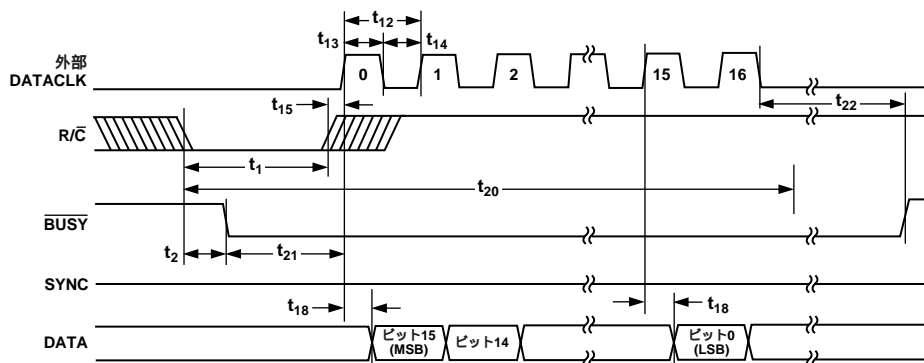 t12
t13
t14
外部
DATACLK
0
1
2
15
16
t15
t22
R/C̅
t1
t20
B̅U̅S̅Y̅
t2
t21
SYNC
t18
t18
DATA
ビット15
(MSB)
ビット14
ビット0
(LSB)